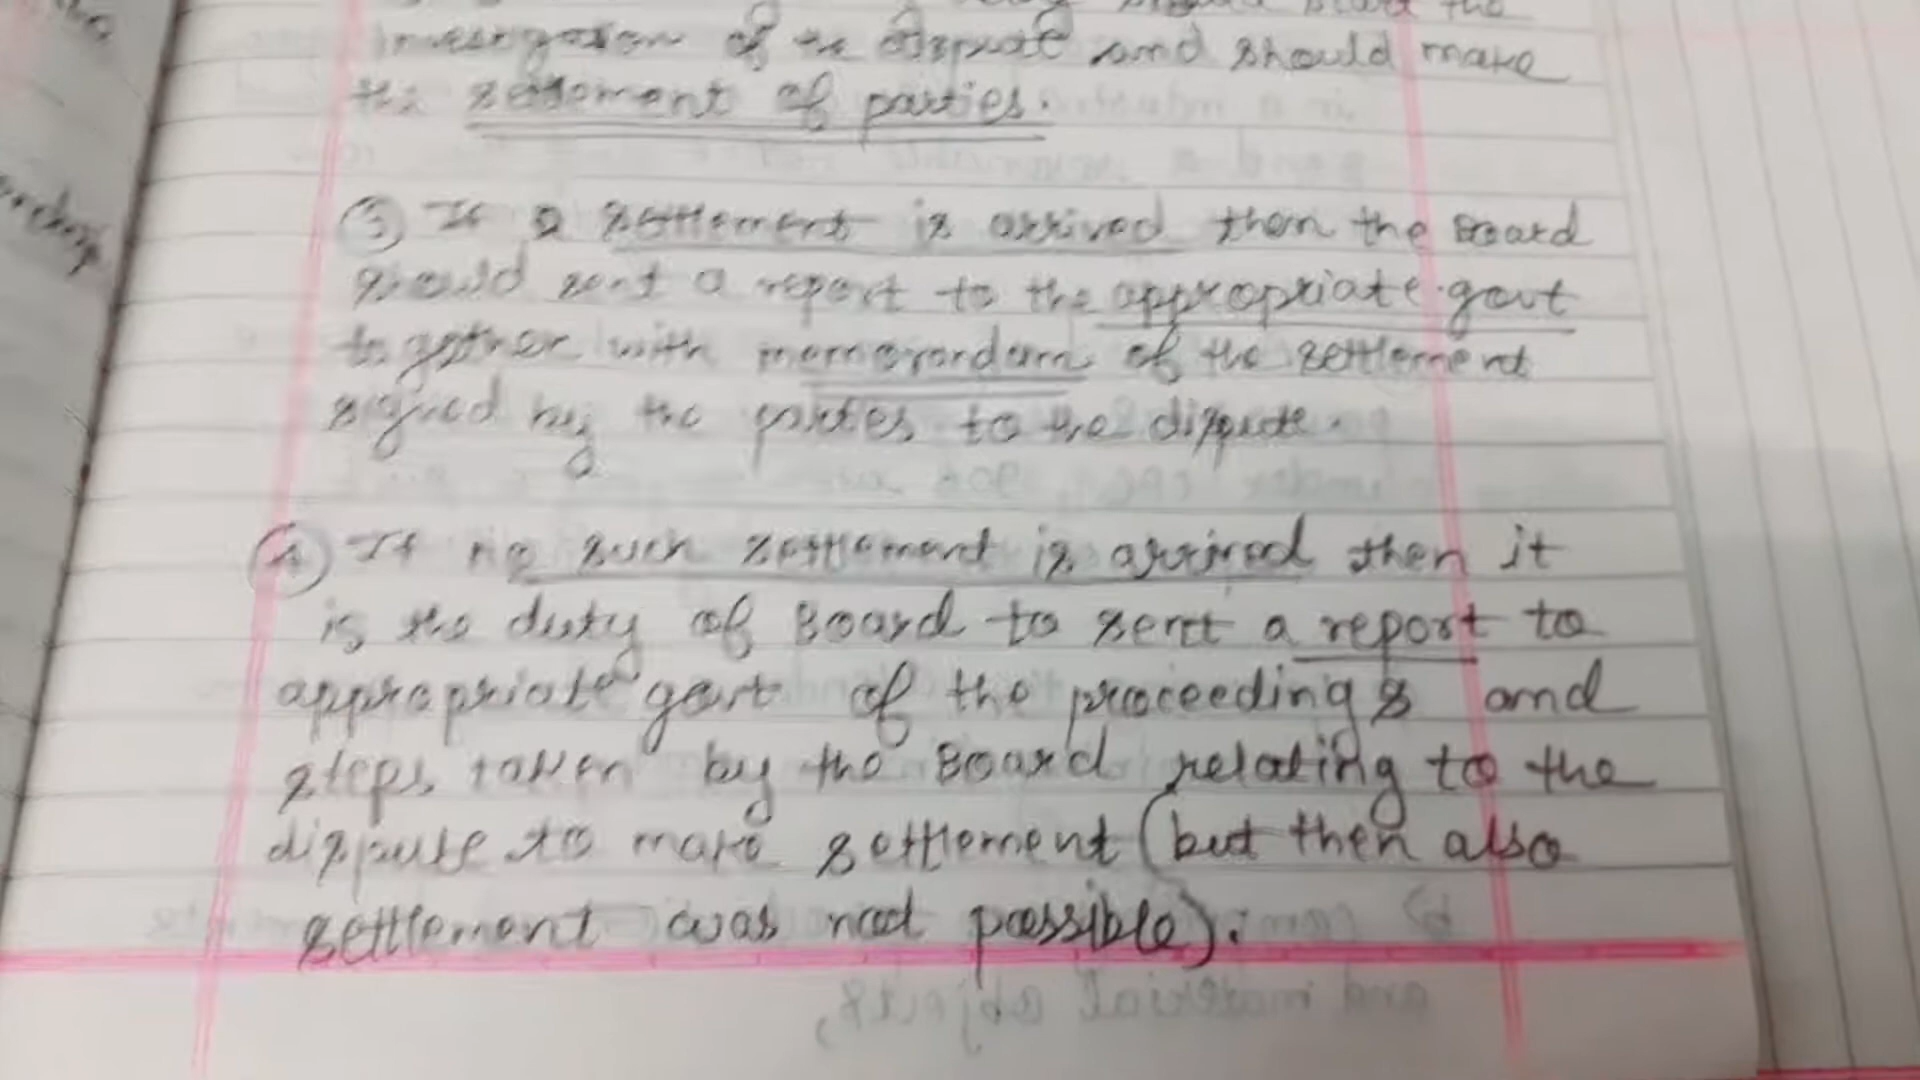 start the
investigation of the dispute and should make
the settlement of parties.
③ If a settlement is arrived then the Board
should sent a report to the appropriate govt
together with memorandum of the settlement
signed by the parties to the dispute.
④ If no such settlement is arrived then it
is the duty of Board to sent a report to
appropriate govt of the proceedings and
steps taken by the Board relating to the
dispute to make settlement (but then also
settlement was not possible).